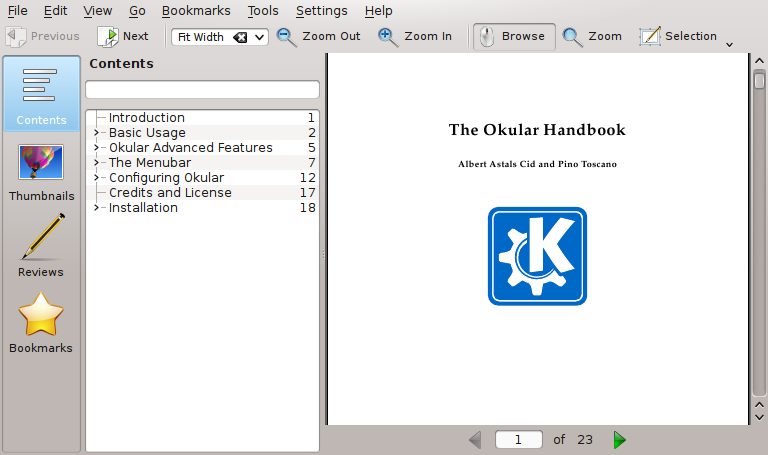 File Edit View Go Bookmarks Tools Settings Help
Previous Next Fit Width Zoom Out Zoom In Browse Zoom Selection
Contents
Thumbnails
Reviews
Bookmarks
Contents
Introduction 1
Basic Usage 2
Okular Advanced Features 5
The Menubar 7
Configuring Okular 12
Credits and License 17
Installation 18
The Okular Handbook
Albert Astals Cid and Pino Toscano
K
1 of 23